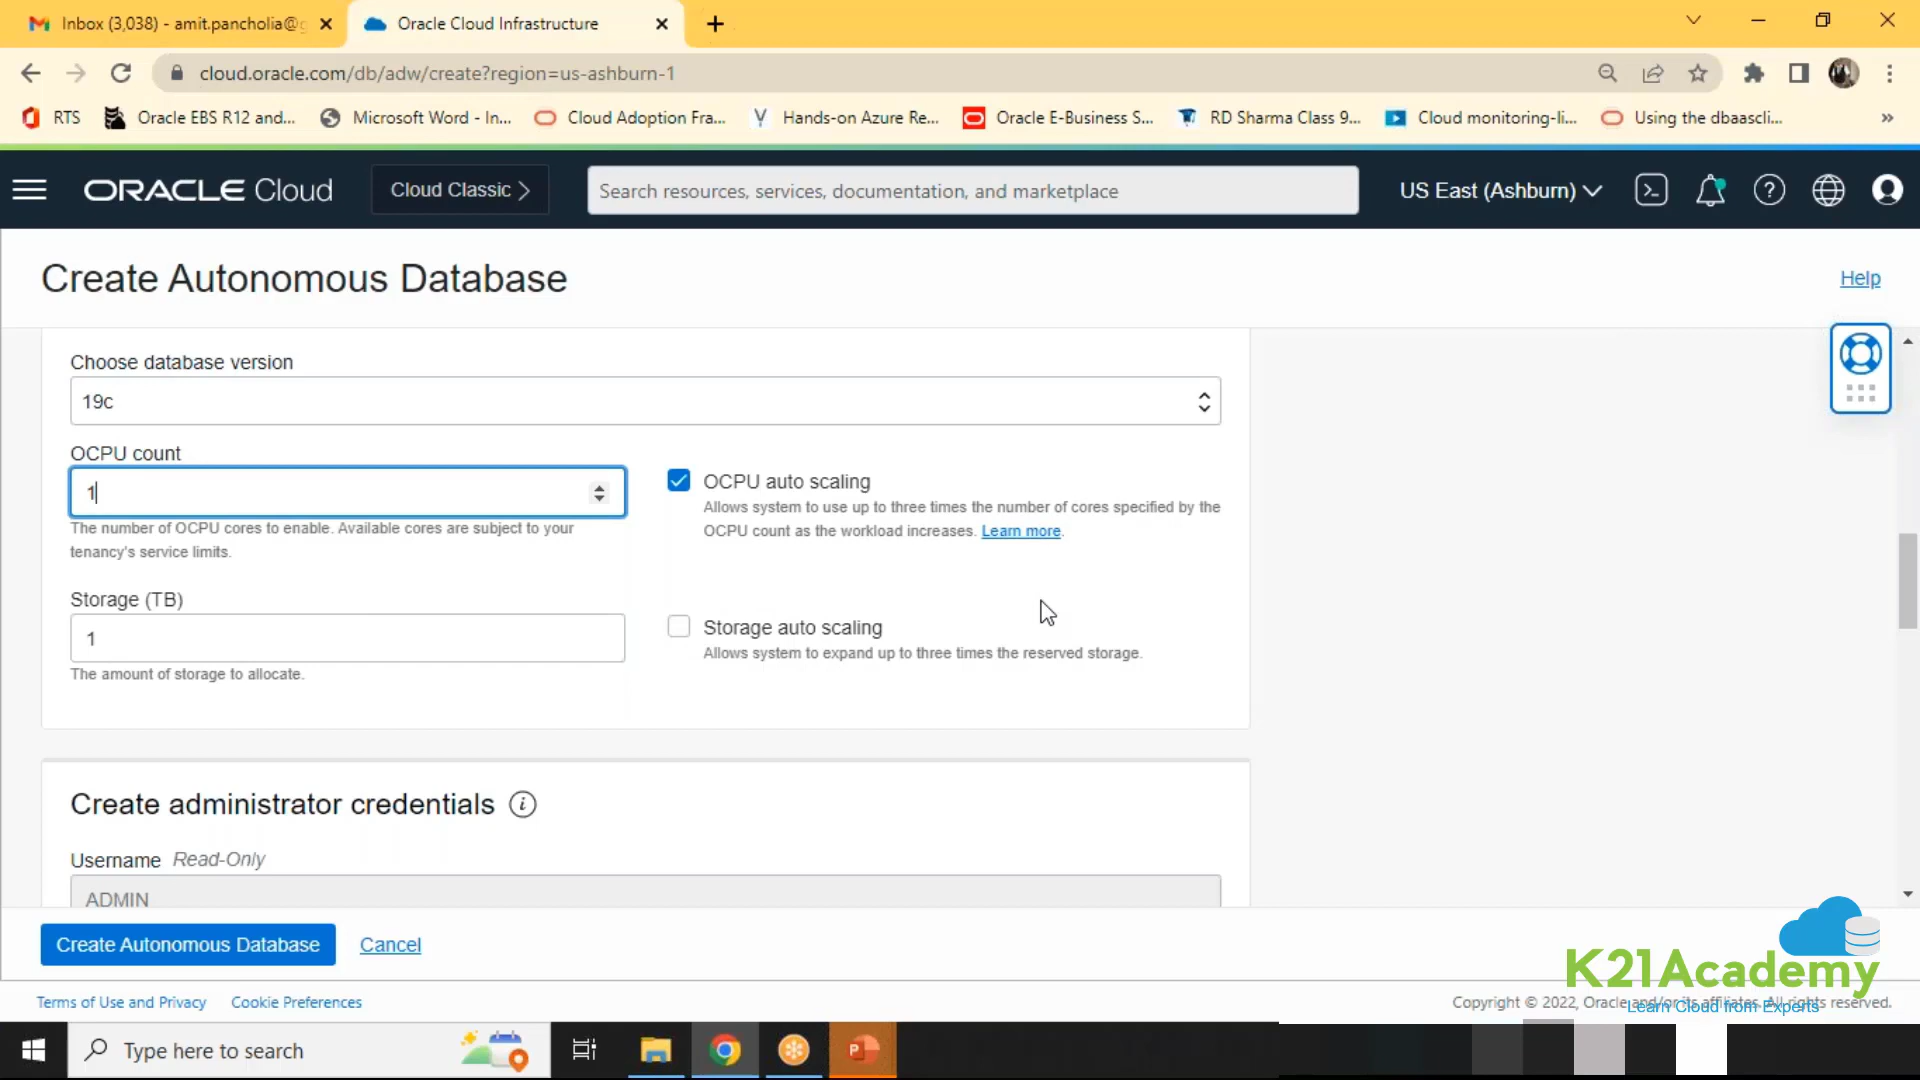 Inbox (3,038) - amit.pancholia@g
Oracle Cloud Infrastructure
cloud.oracle.com/db/adw/create?region=us-ashburn-1
RTS
Oracle EBS R12 and...
Microsoft Word - In...
Cloud Adoption Fra...
Hands-on Azure Re...
Oracle E-Business S...
RD Sharma Class 9...
Cloud monitoring-li...
Using the dbaascli...
»
ORACLE Cloud
Cloud Classic
Search resources, services, documentation, and marketplace
US East (Ashburn)
Create Autonomous Database
Help
Choose database version
19c
OCPU count
1
The number of OCPU cores to enable. Available cores are subject to your
tenancy's service limits.
OCPU auto scaling
Allows system to use up to three times the number of cores specified by the
OCPU count as the workload increases. Learn more.
Storage (TB)
1
The amount of storage to allocate.
Storage auto scaling
Allows system to expand up to three times the reserved storage.
Create administrator credentials
Username Read-Only
ADMIN
Create Autonomous Database
Cancel
K21Academy
Learn Cloud from Experts
Terms of Use and Privacy
Cookie Preferences
Copyright © 2022, Oracle and/or its affiliates. All rights reserved.
Type here to search